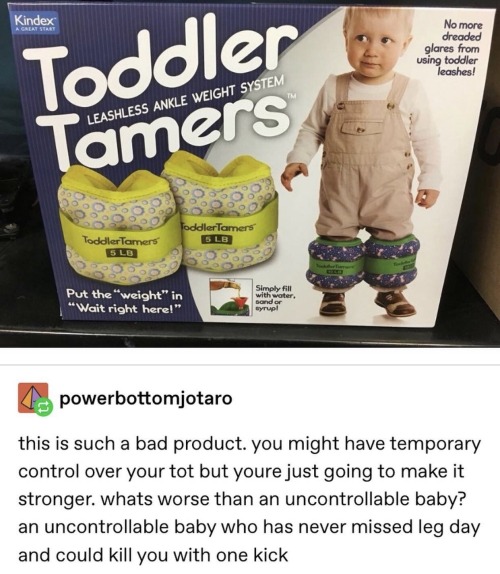 Kindex
A GREAT START
Toddler
LEASHLESS ANKLE WEIGHT SYSTEM
Tamers™
No more
dreaded
glares from
using toddler
leashes!
ToddlerTamers
5 LB
ToddlerTamers
5 LB
Put the "weight" in
"Wait right here!"
Simply fill
with water,
sand or
syrup!
powerbottomjotaro
this is such a bad product. you might have temporary
control over your tot but youre just going to make it
stronger. whats worse than an uncontrollable baby?
an uncontrollable baby who has never missed leg day
and could kill you with one kick